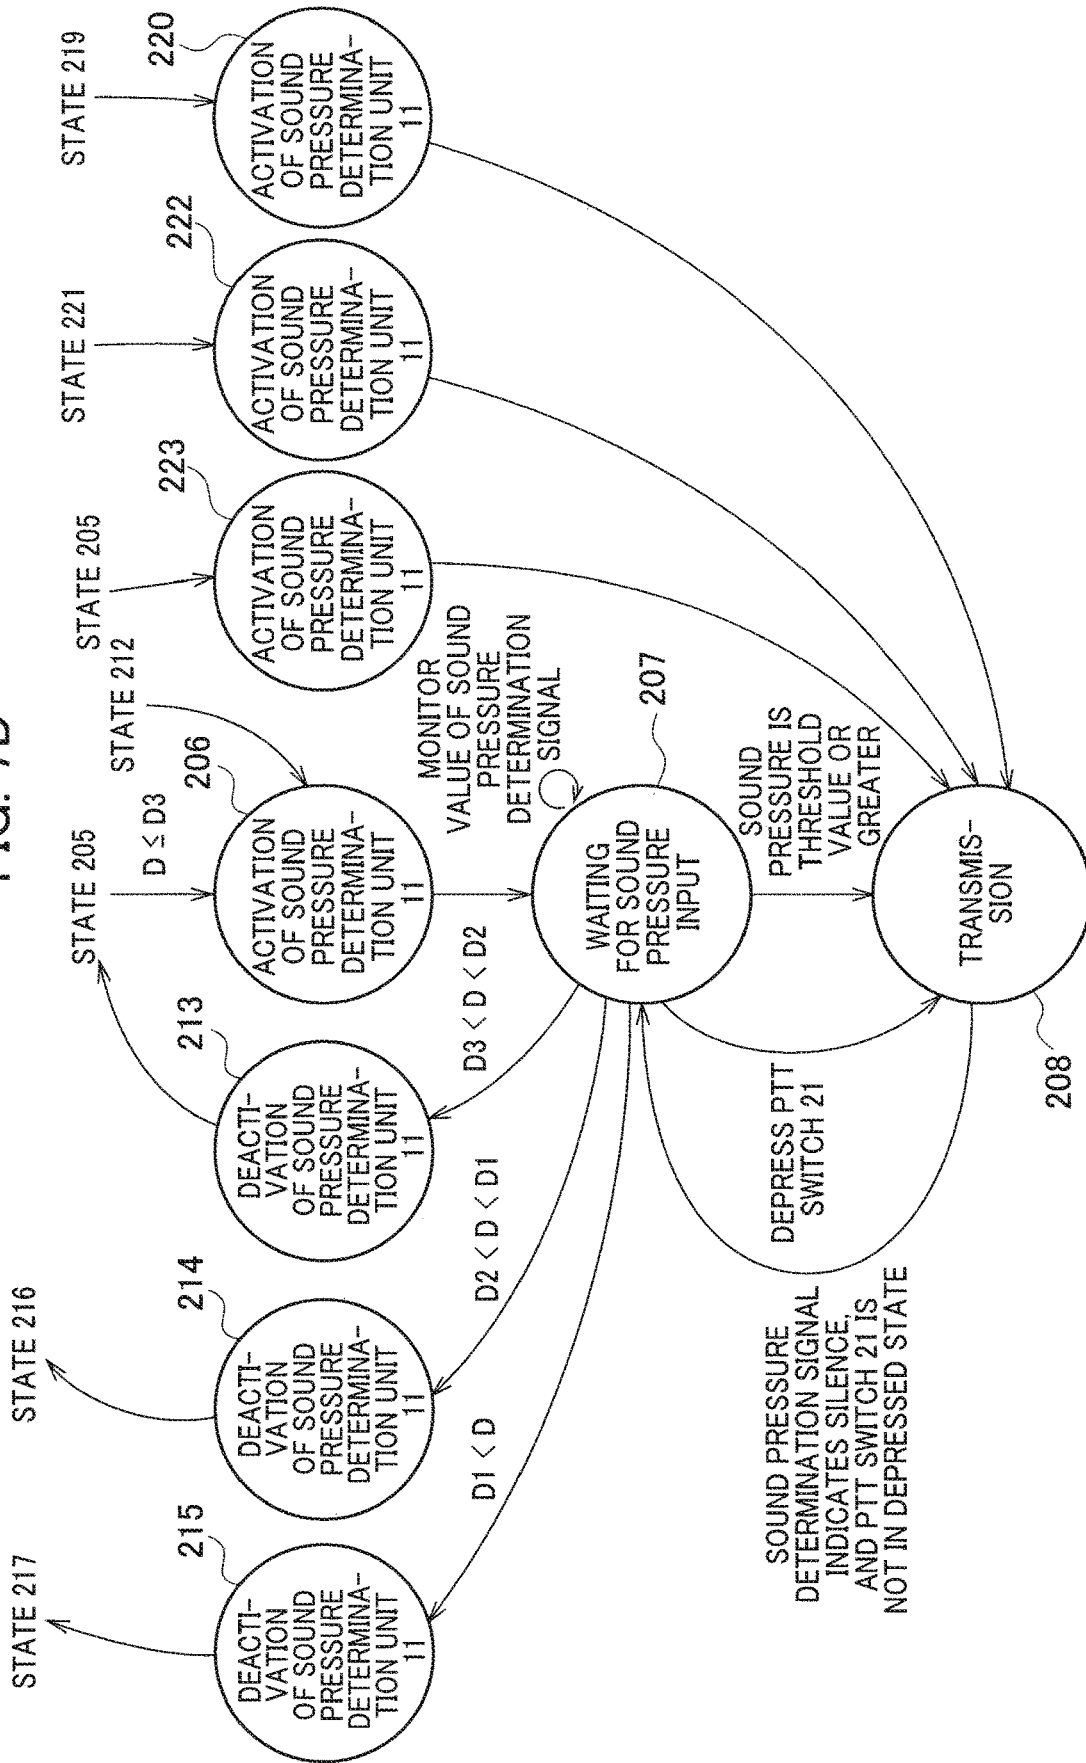 FIG. 7B
STATE 217
STATE 216
STATE 205
D ≤ D3
STATE 212
STATE 205
STATE 221
STATE 219
215
DEACTI-
VATION
OF SOUND
PRESSURE
DETERMINA-
TION UNIT
11
214
DEACTI-
VATION
OF SOUND
PRESSURE
DETERMINA-
TION UNIT
11
213
DEACTI-
VATION
OF SOUND
PRESSURE
DETERMINA-
TION UNIT
11
206
ACTIVATION
OF SOUND
PRESSURE
DETERMINA-
TION UNIT
11
223
ACTIVATION
OF SOUND
PRESSURE
DETERMINA-
TION UNIT
11
222
ACTIVATION
OF SOUND
PRESSURE
DETERMINA-
TION UNIT
11
220
ACTIVATION
OF SOUND
PRESSURE
DETERMINA-
TION UNIT
11
D1 < D
D2 < D < D1
D3 < D < D2
MONITOR
VALUE OF SOUND
PRESSURE
DETERMINATION
SIGNAL
WAITING
FOR SOUND
PRESSURE
INPUT
207
SOUND PRESSURE
DETERMINATION SIGNAL
INDICATES SILENCE,
AND PTT SWITCH 21 IS
NOT IN DEPRESSED STATE
DEPRESS PTT
SWITCH 21
SOUND
PRESSURE IS
THRESHOLD
VALUE OR
GREATER
TRANSMIS-
SION
208